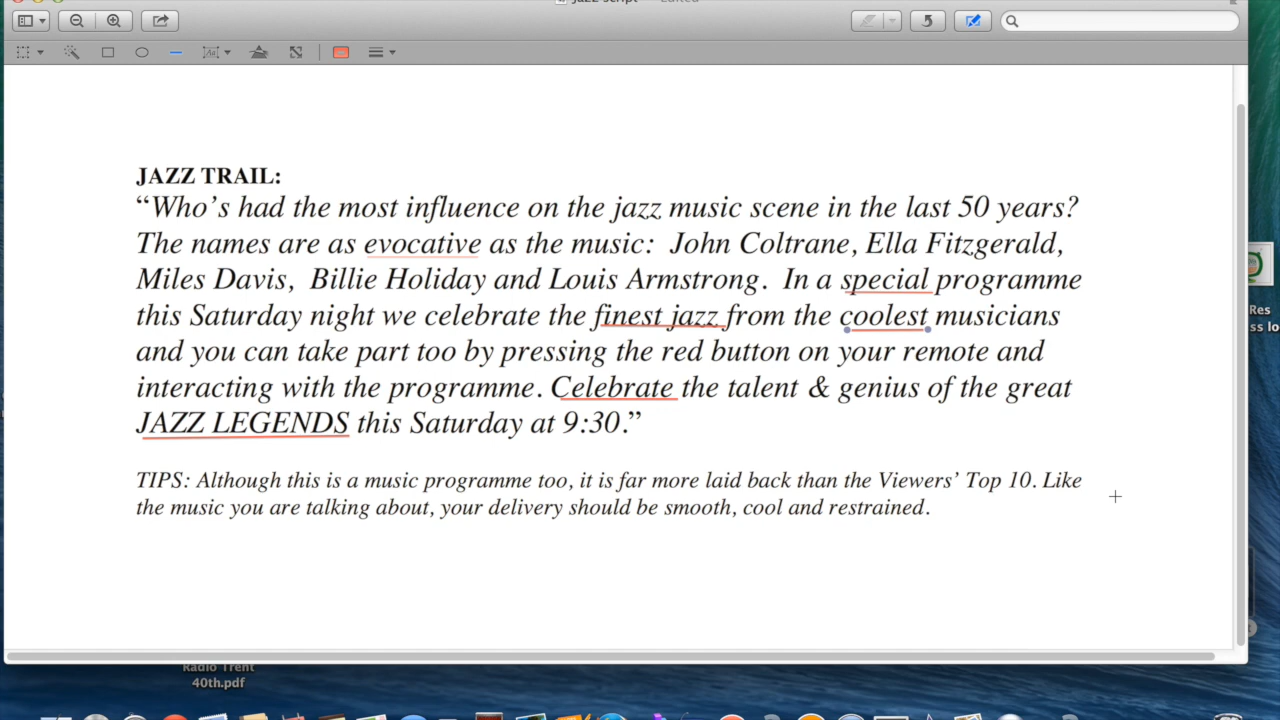 Jazz script — Edited
JAZZ TRAIL:
“Who’s had the most influence on the jazz music scene in the last 50 years?
The names are as evocative as the music:  John Coltrane, Ella Fitzgerald,
Miles Davis,  Billie Holiday and Louis Armstrong.  In a special programme
this Saturday night we celebrate the finest jazz from the coolest musicians
and you can take part too by pressing the red button on your remote and
interacting with the programme. Celebrate the talent & genius of the great
JAZZ LEGENDS this Saturday at 9:30.”
TIPS: Although this is a music programme too, it is far more laid back than the Viewers’ Top 10. Like
the music you are talking about, your delivery should be smooth, cool and restrained.
Res
Radio Trent
40th.pdf